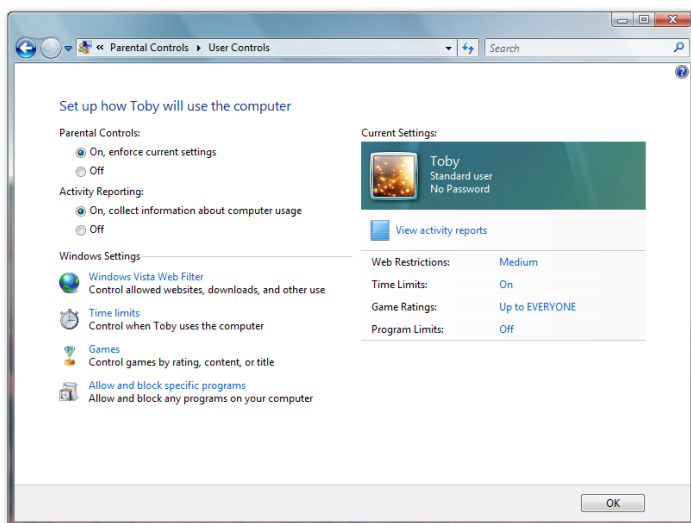 « Parental Controls User Controls
Search
Set up how Toby will use the computer
Parental Controls:
On, enforce current settings
Off
Activity Reporting:
On, collect information about computer usage
Off
Windows Settings
Windows Vista Web Filter
Control allowed websites, downloads, and other use
Time limits
Control when Toby uses the computer
Games
Control games by rating, content, or title
Allow and block specific programs
Allow and block any programs on your computer
Current Settings:
Toby
Standard user
No Password
View activity reports
Web Restrictions: Medium
Time Limits: On
Game Ratings: Up to EVERYONE
Program Limits: Off
OK